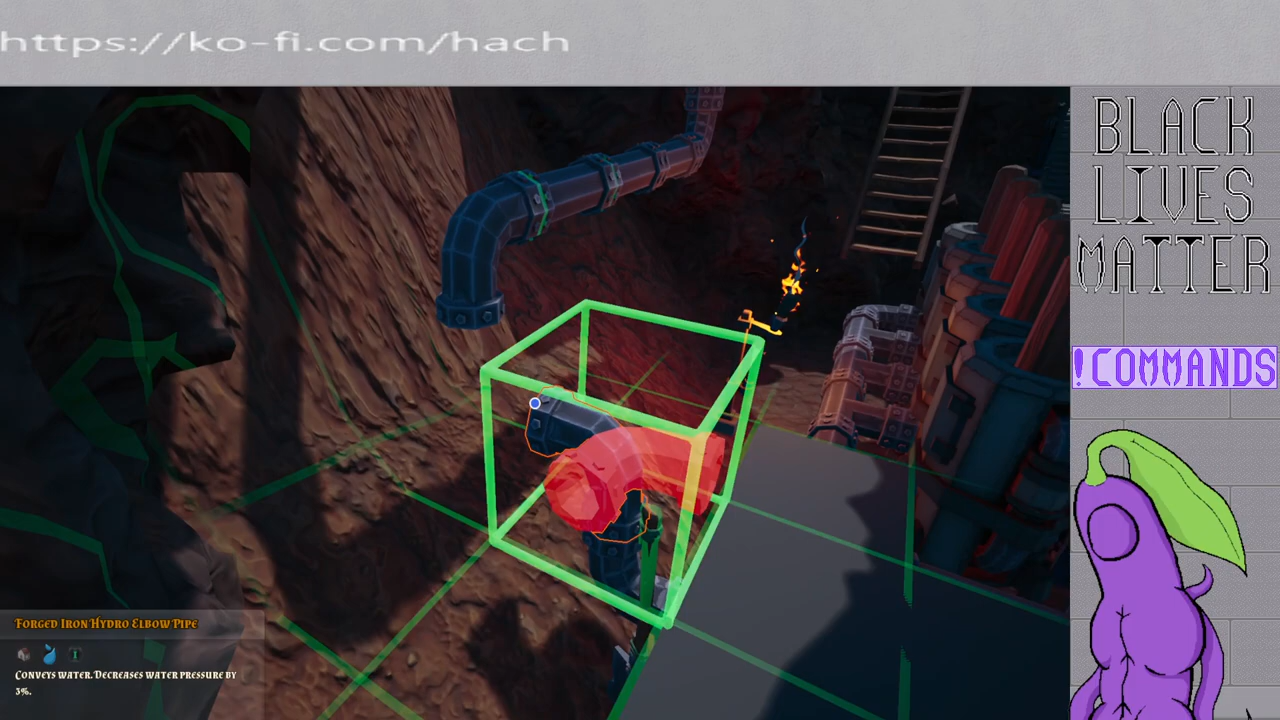 https://ko-fi.com/hach
BLACK
LIVES
MATTER
!COMMANDS
Forged Iron Hydro Elbow Pipe
Conveys water. Decreases water pressure by
3%.